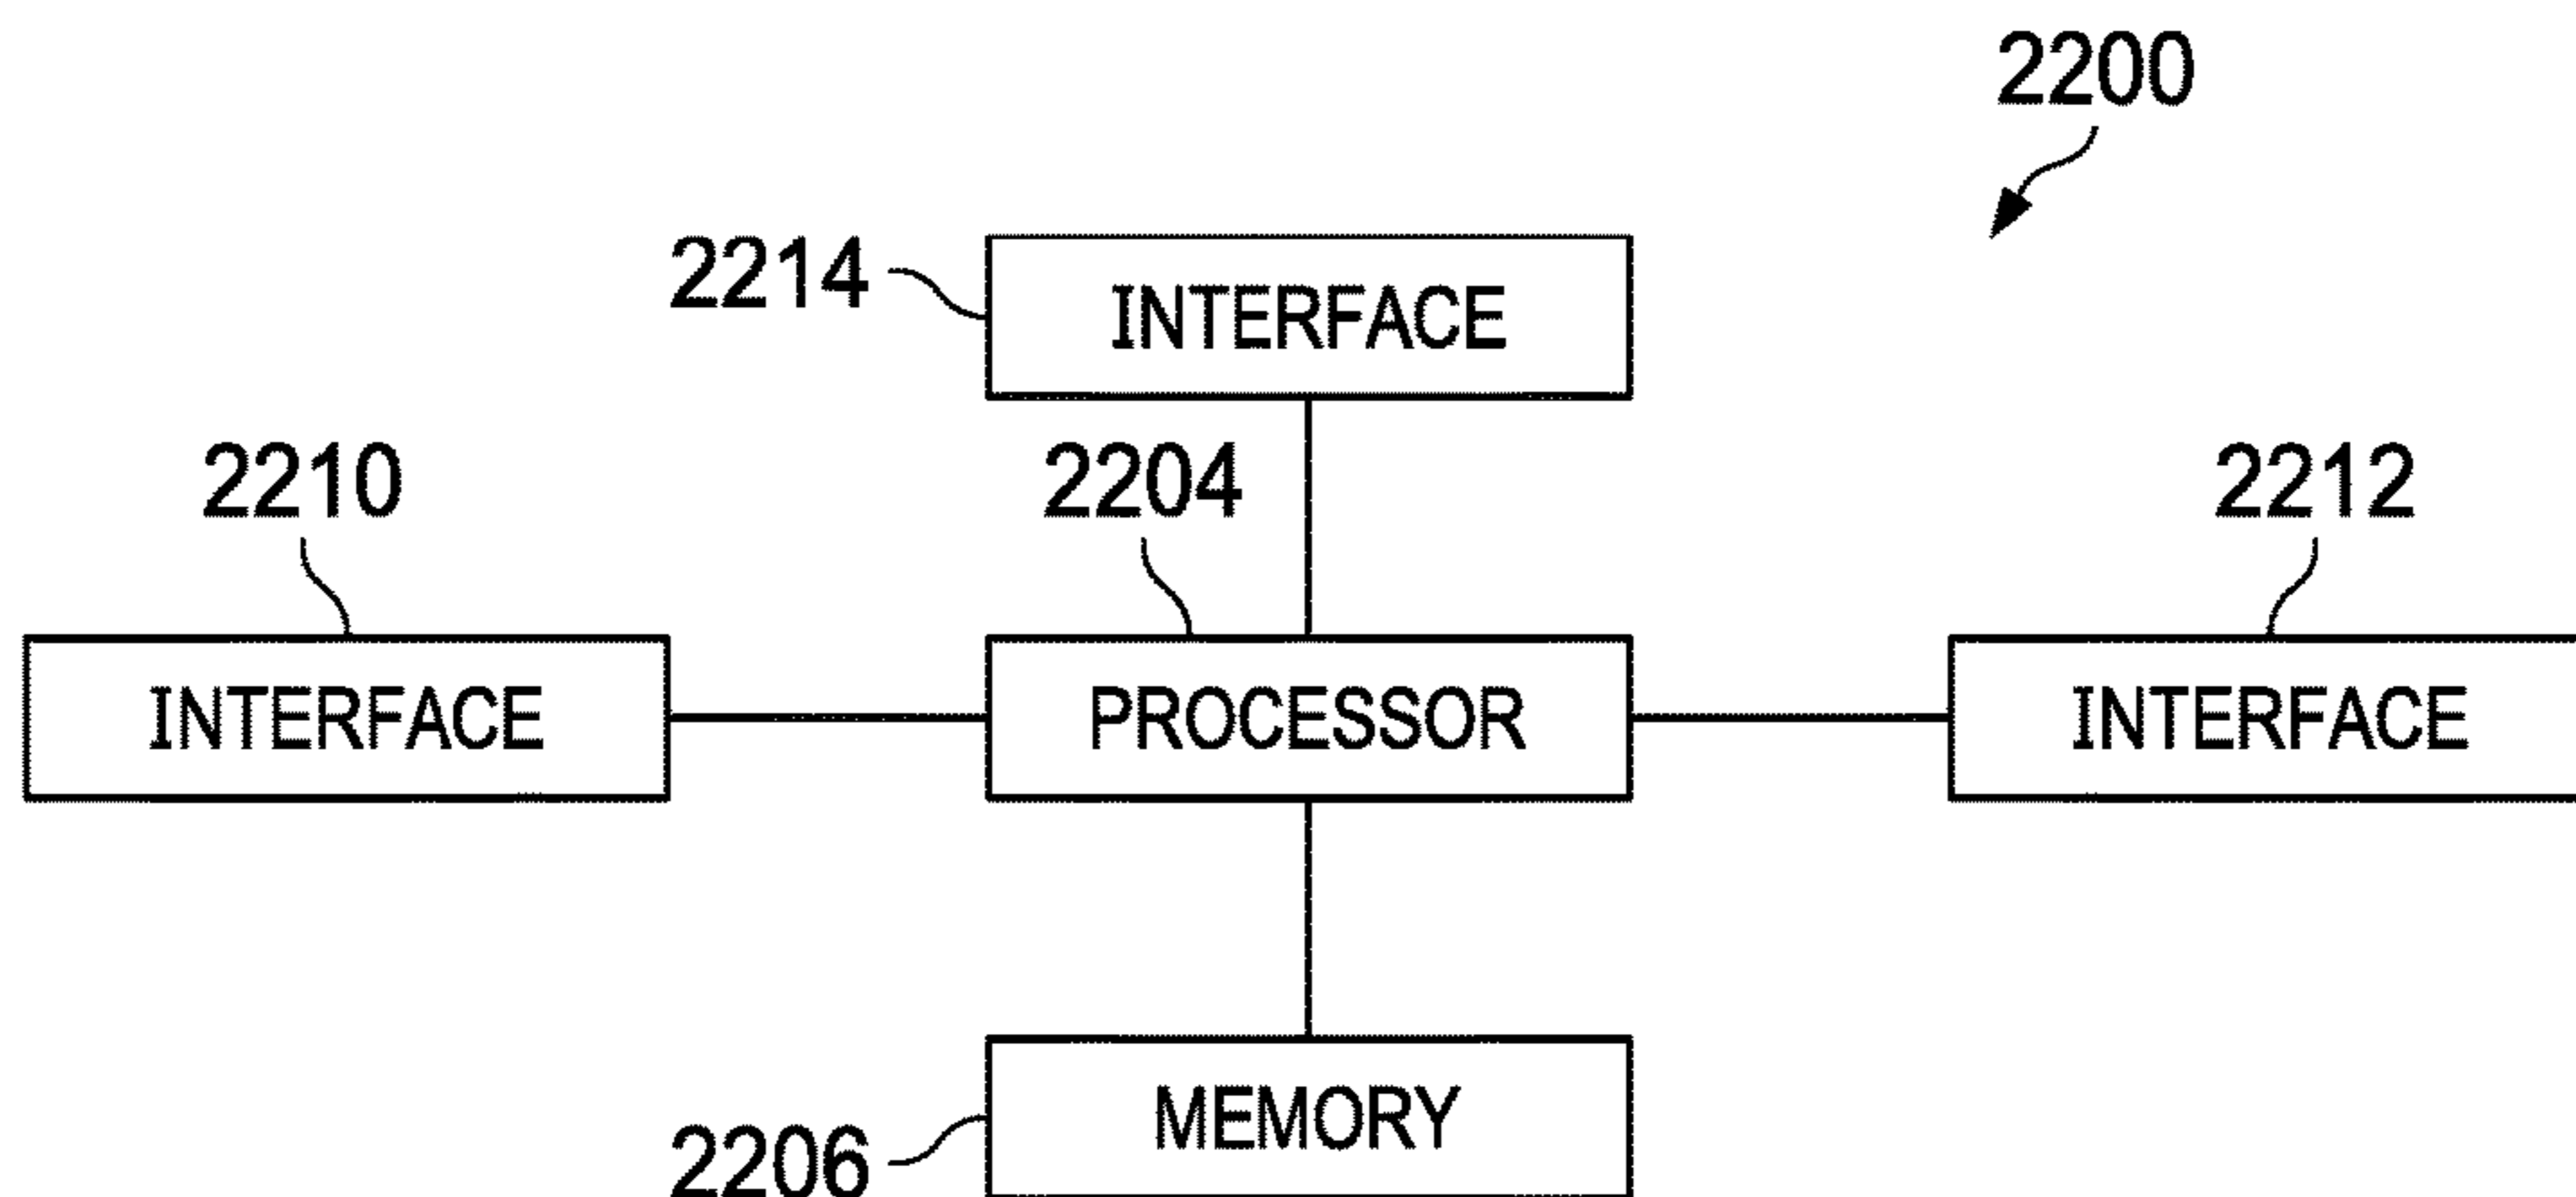 2200
2214
INTERFACE
2210
2204
2212
INTERFACE
PROCESSOR
INTERFACE
MEMORY
2206